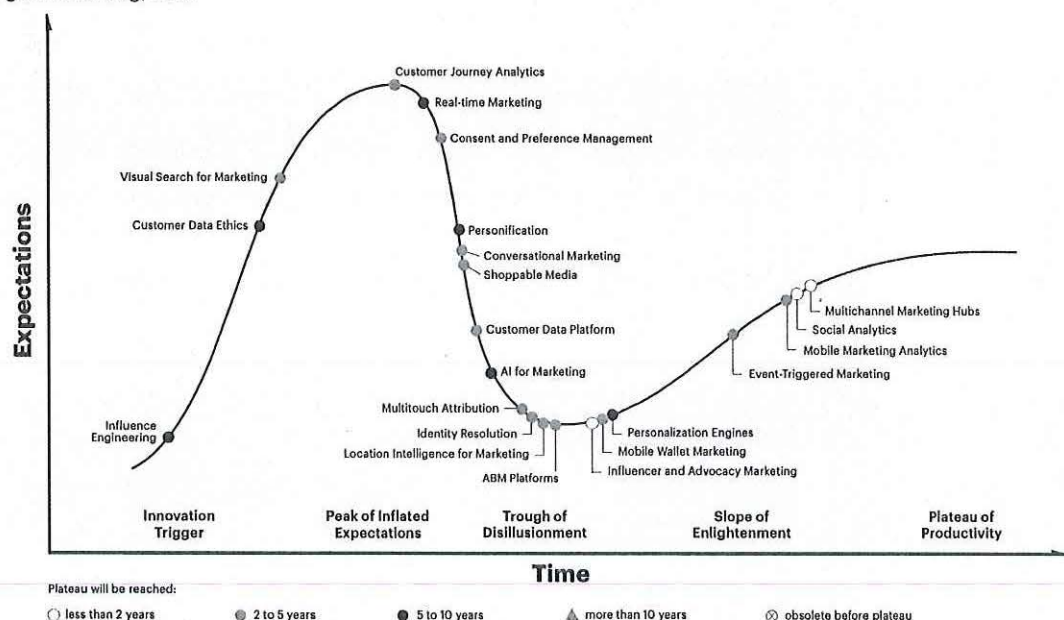 Customer Journey Analytics
Real-time Marketing
Consent and Preference Management
Visual Search for Marketing
Customer Data Ethics
Personification
Conversational Marketing
Shoppable Media
Customer Data Platform
AI for Marketing
Multitouch Attribution
Identity Resolution
Location Intelligence for Marketing
ABM Platforms
Influence
Engineering
Personalization Engines
Mobile Wallet Marketing
Influencer and Advocacy Marketing
Multichannel Marketing Hubs
Social Analytics
Mobile Marketing Analytics
Event-Triggered Marketing
Expectations
Innovation
Trigger
Peak of Inflated
Expectations
Trough of
Disillusionment
Slope of
Enlightenment
Plateau of
Productivity
Time
Plateau will be reached:
less than 2 years
2 to 5 years
5 to 10 years
more than 10 years
obsolete before plateau